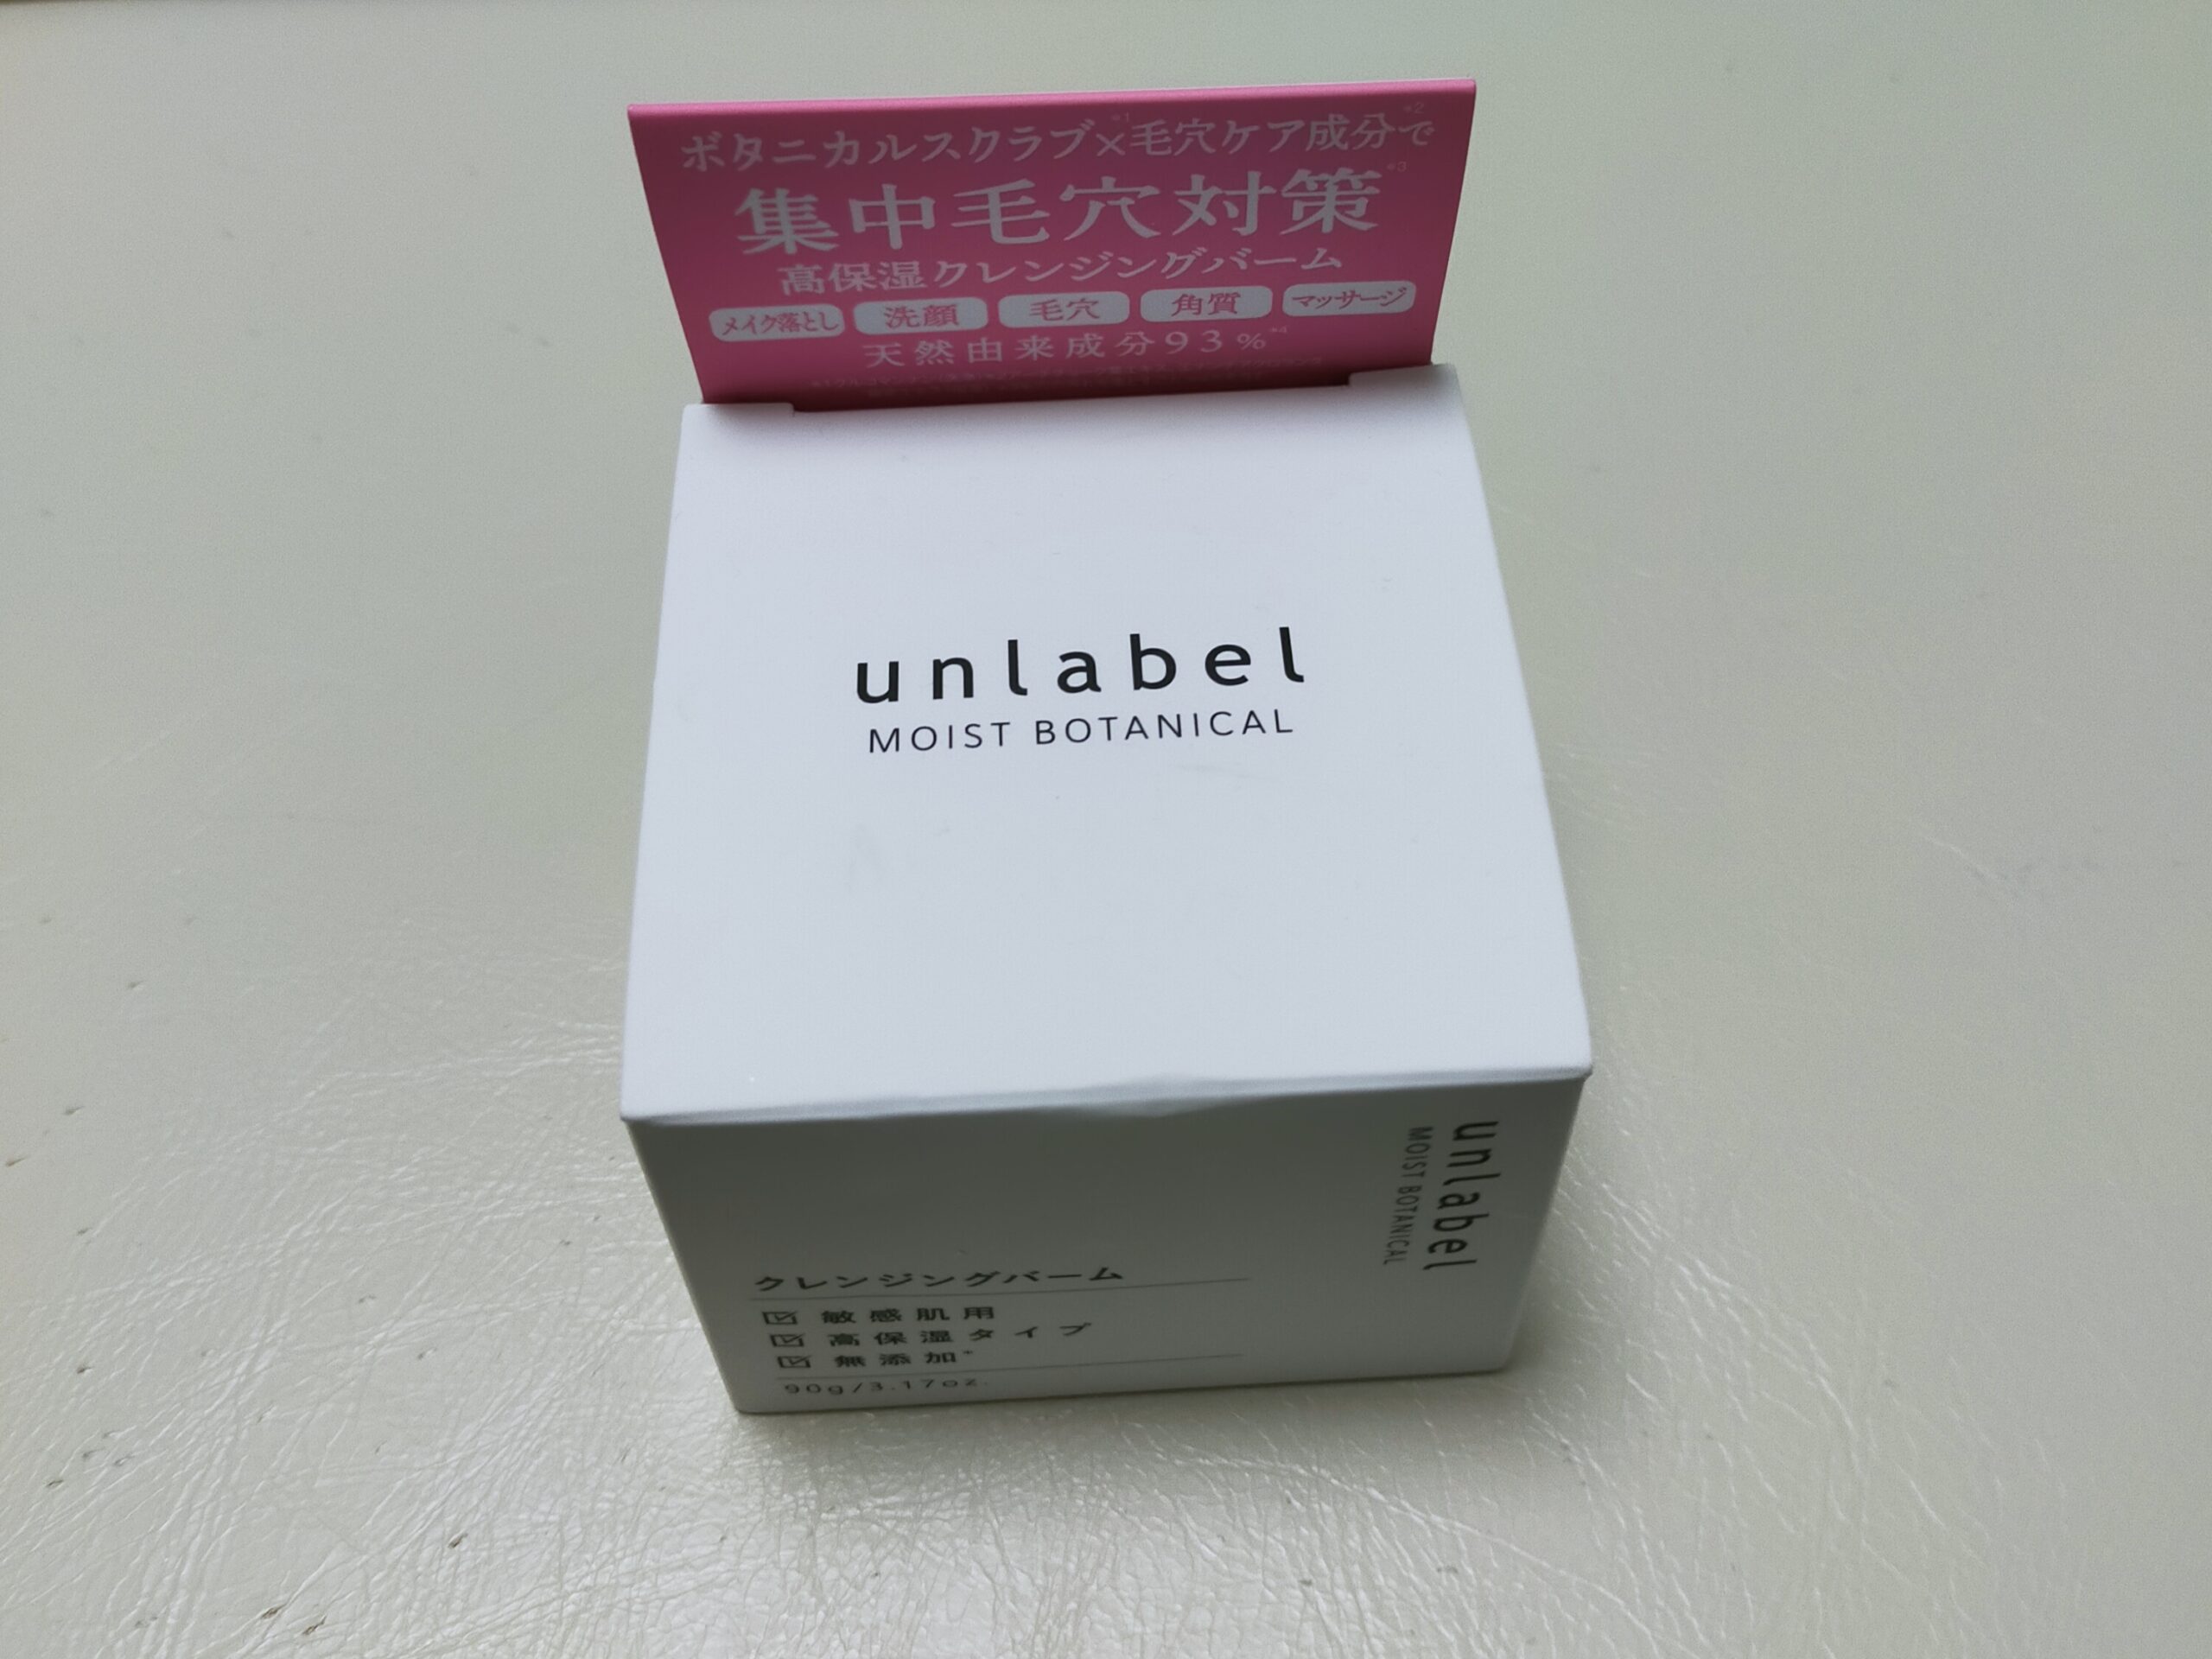 ボタニカルスクラブ*1×毛穴ケア成分*2で
集中毛穴対策*3
高保湿クレンジングバーム
メイク落とし 洗顔 毛穴 角質 マッサージ
天然由来成分93%*4
unlabel
MOIST BOTANICAL
unlabel
MOIST BOTANICAL
クレンジングバーム
☑ 敏感肌用
☑ 高保湿タイプ
☑ 無添加*
90g/3.17oz.